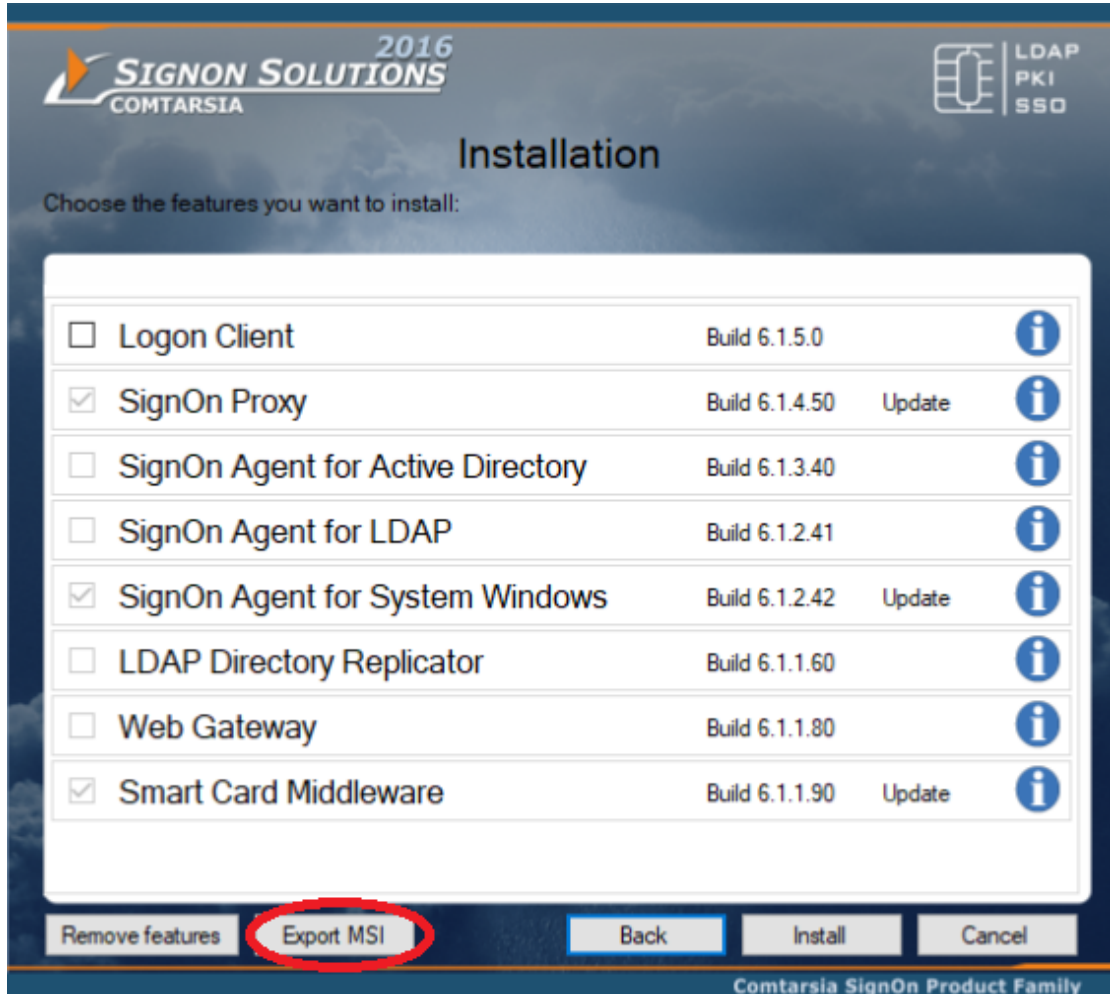 2016
SIGNON SOLUTIONS
COMTARSIA
LDAP
PKI
SSO
Installation
Choose the features you want to install:
Logon Client Build 6.1.5.0
SignOn Proxy Build 6.1.4.50 Update
SignOn Agent for Active Directory Build 6.1.3.40
SignOn Agent for LDAP Build 6.1.2.41
SignOn Agent for System Windows Build 6.1.2.42 Update
LDAP Directory Replicator Build 6.1.1.60
Web Gateway Build 6.1.1.80
Smart Card Middleware Build 6.1.1.90 Update
Remove features Export MSI Back Install Cancel
Comtarsia SignOn Product Family